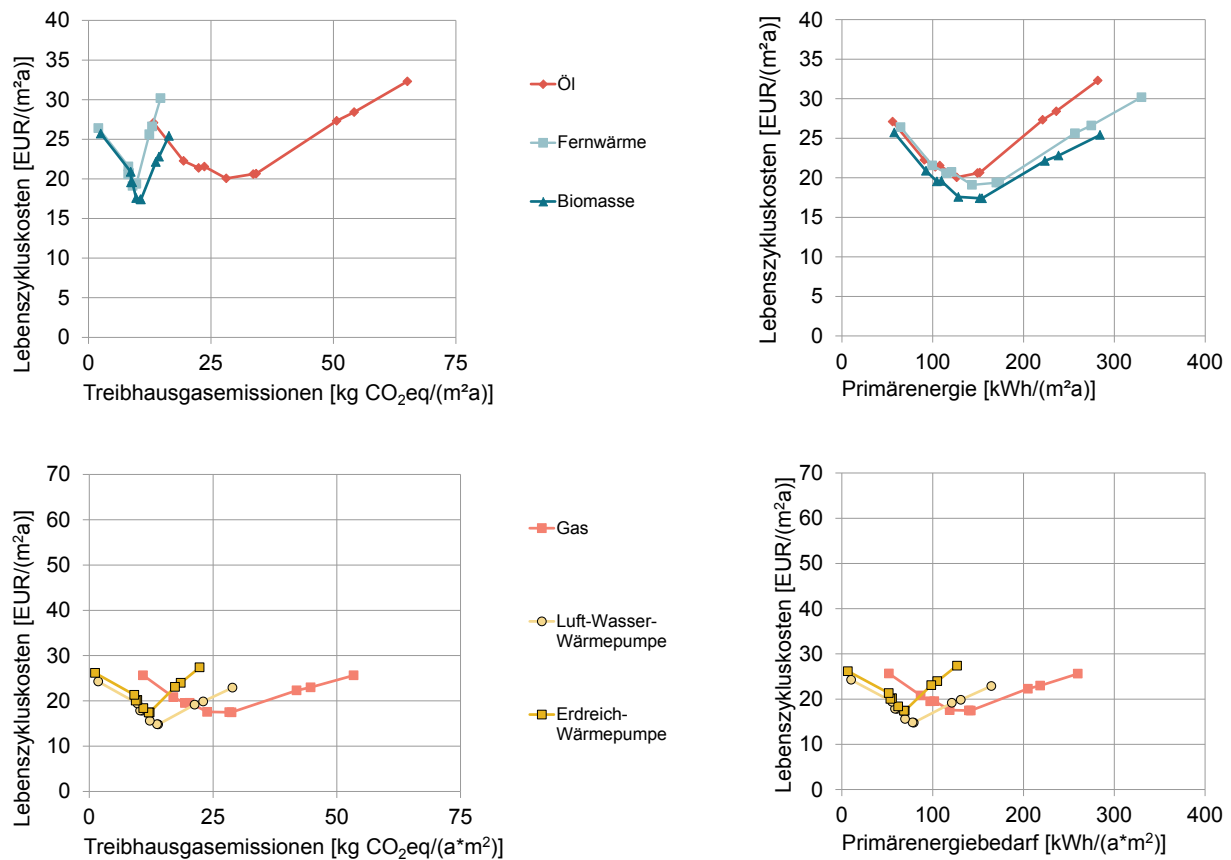 Lebenszykluskosten [EUR/(m²a)]
40
35
30
25
20
15
10
5
0
0 25 50 75
Treibhausgasemissionen [kg CO₂eq/(m²a)]
Öl
Fernwärme
Biomasse
Lebenszykluskosten [EUR/(m²a)]
40
35
30
25
20
15
10
5
0
0 100 200 300 400
Primärenergie [kWh/(m²a)]
Lebenszykluskosten [EUR/(m²a)]
70
60
50
40
30
20
10
0
0 25 50 75
Treibhausgasemissionen [kg CO₂eq/(a*m²)]
Gas
Luft-Wasser-
Wärmepumpe
Erdreich-
Wärmepumpe
Lebenszykluskosten [EUR/(m²a)]
70
60
50
40
30
20
10
0
0 100 200 300 400
Primärenergiebedarf [kWh/(a*m²)]